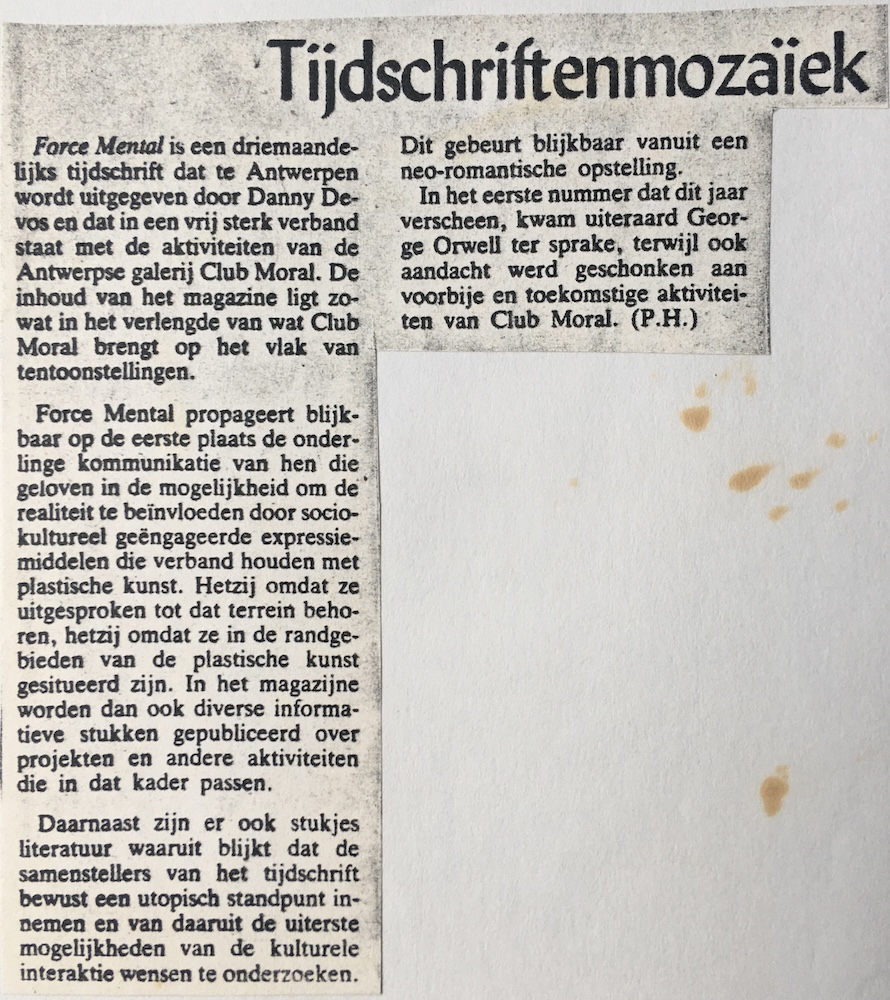 Tijdschriftenmozaïek
Force Mental is een driemaande-
lijks tijdschrift dat te Antwerpen
wordt uitgegeven door Danny De-
vos en dat in een vrij sterk verband
staat met de aktiviteiten van de
Antwerpse galerij Club Moral. De
inhoud van het magazine ligt zo-
wat in het verlengde van wat Club
Moral brengt op het vlak van
tentoonstellingen.
Force Mental propageert blijk-
baar op de eerste plaats de onder-
linge kommunikatie van hen die
geloven in de mogelijkheid om de
realiteit te beïnvloeden door socio-
kultureel geëngageerde expressie-
middelen die verband houden met
plastische kunst. Hetzij omdat ze
uitgesproken tot dat terrein beho-
ren, hetzij omdat ze in de randge-
bieden van de plastische kunst
gesitueerd zijn. In het magazijne
worden dan ook diverse informa-
tieve stukken gepubliceerd over
projekten en andere aktiviteiten
die in dat kader passen.
Daarnaast zijn er ook stukjes
literatuur waaruit blijkt dat de
samenstellers van het tijdschrift
bewust een utopisch standpunt in-
nemen en van daaruit de uiterste
mogelijkheden van de kulturele
interaktie wensen te onderzoeken.
Dit gebeurt blijkbaar vanuit een
neo-romantische opstelling.
In het eerste nummer dat dit jaar
verscheen, kwam uiteraard Geor-
ge Orwell ter sprake, terwijl ook
aandacht werd geschonken aan
voorbije en toekomstige aktivitei-
ten van Club Moral. (P.H.)